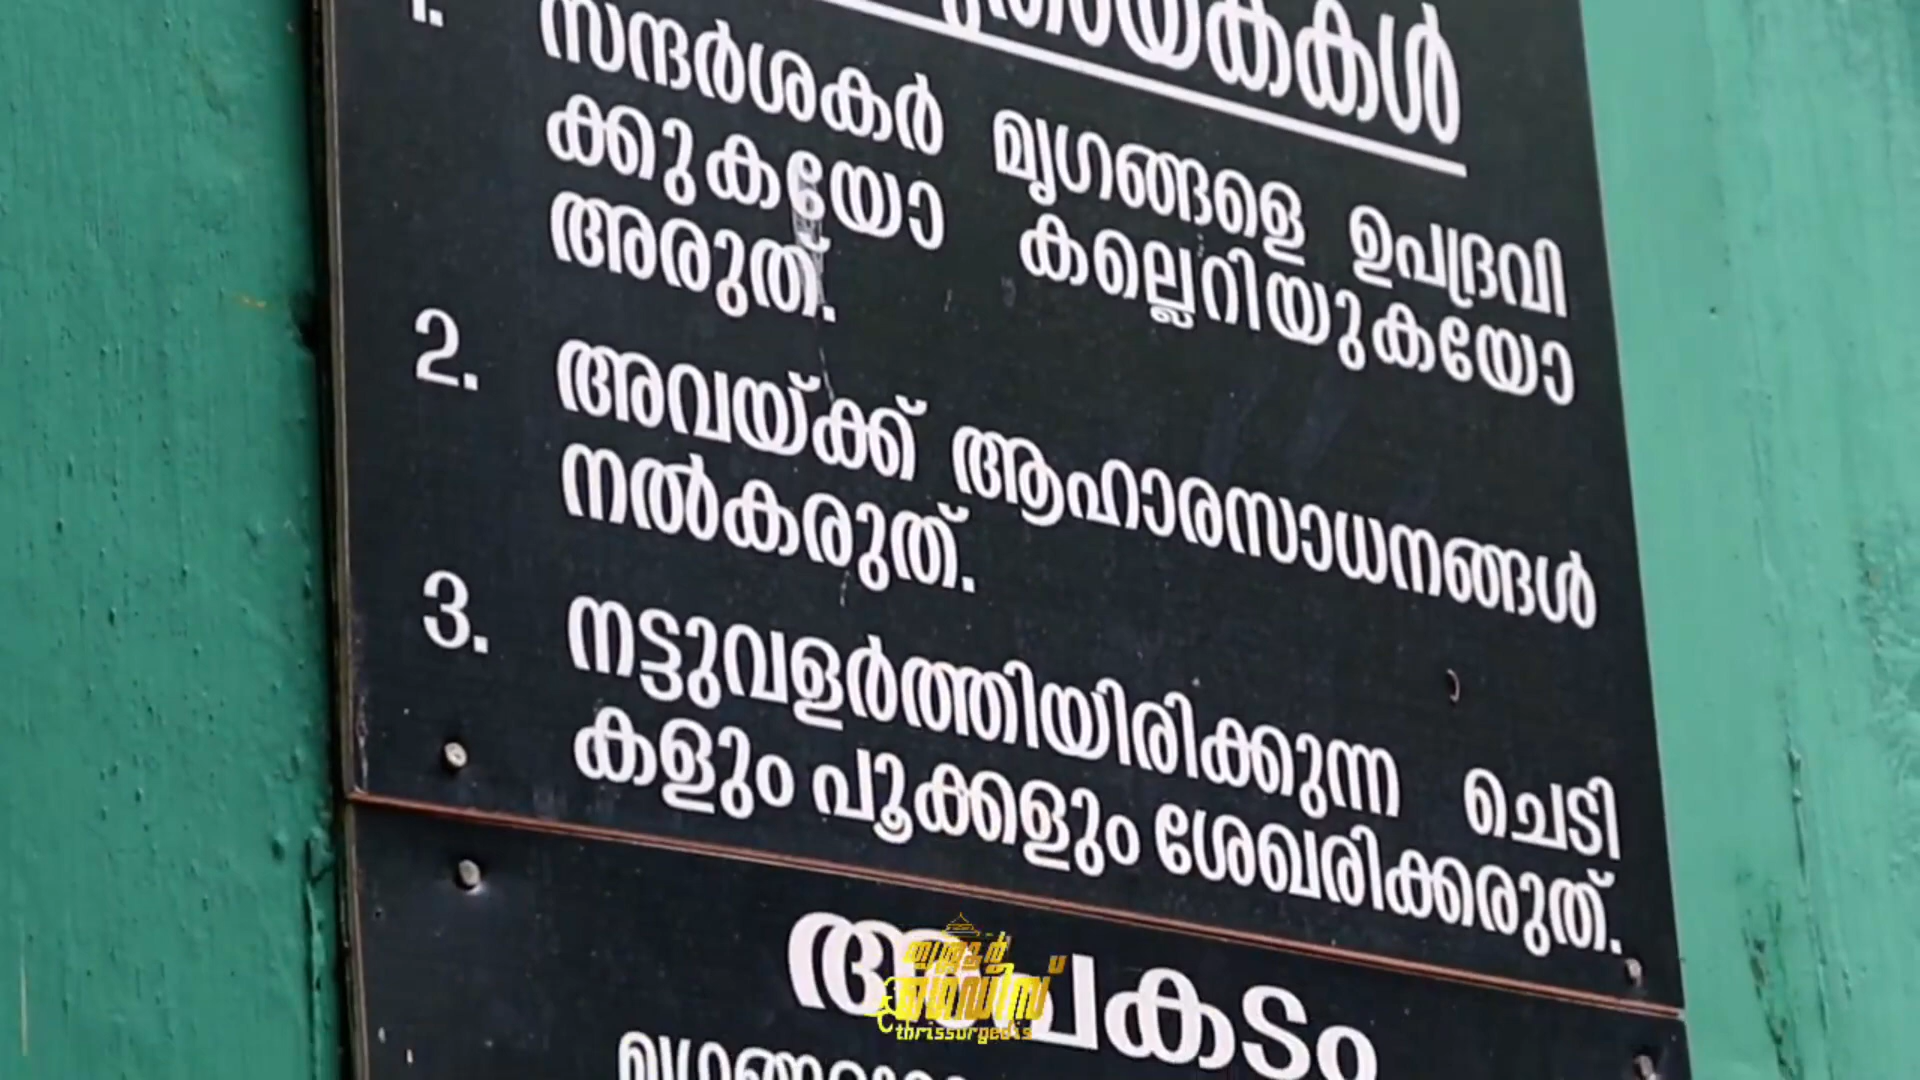 1. സന്ദർശകർ മൃഗങ്ങളെ ഉപദ്രവി
ക്കുകയോ കല്ലെറിയുകയോ
അരുത്.
2. അവയ്ക്ക് ആഹാരസാധനങ്ങൾ
നൽകരുത്.
3. നട്ടുവളർത്തിയിരിക്കുന്ന ചെടി
കളും പൂക്കളും ശേഖരിക്കരുത്.
അപകടം
തൃശൂർ
ഗെഡിസ്
thrissurgedis